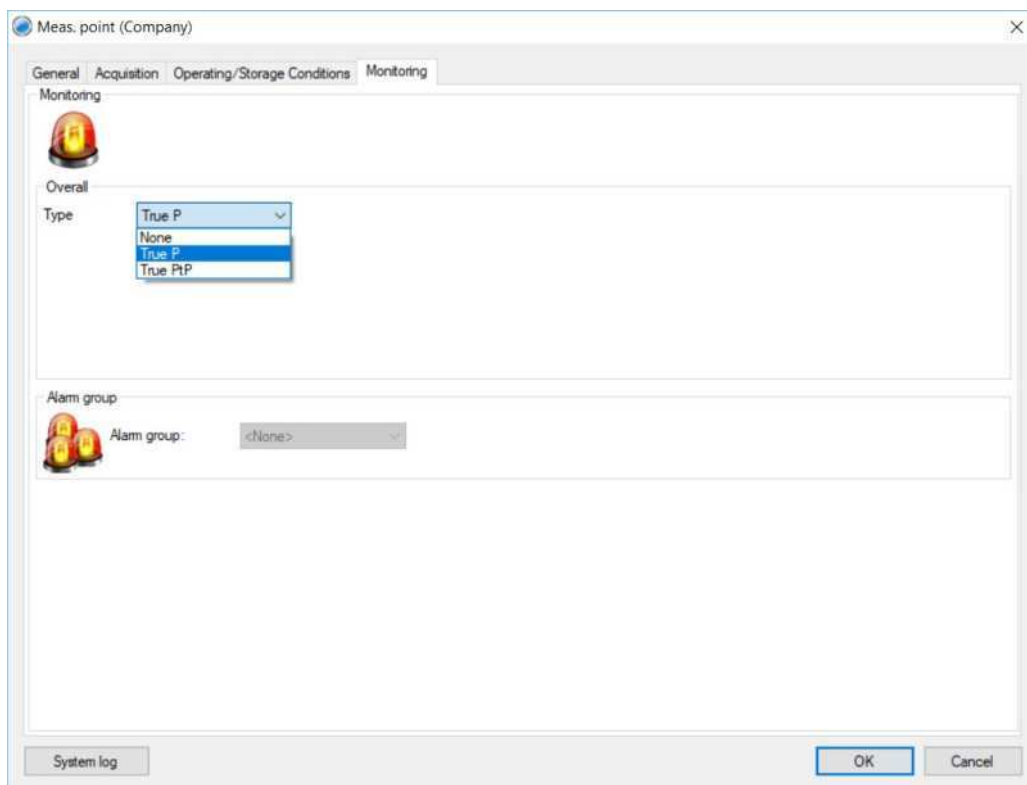 Meas. point (Company)
General Acquisition Operating/Storage Conditions Monitoring
Monitoring
Overall
Type True P
None
True P
True PtP
Alarm group
Alarm group: <None>
System log OK Cancel